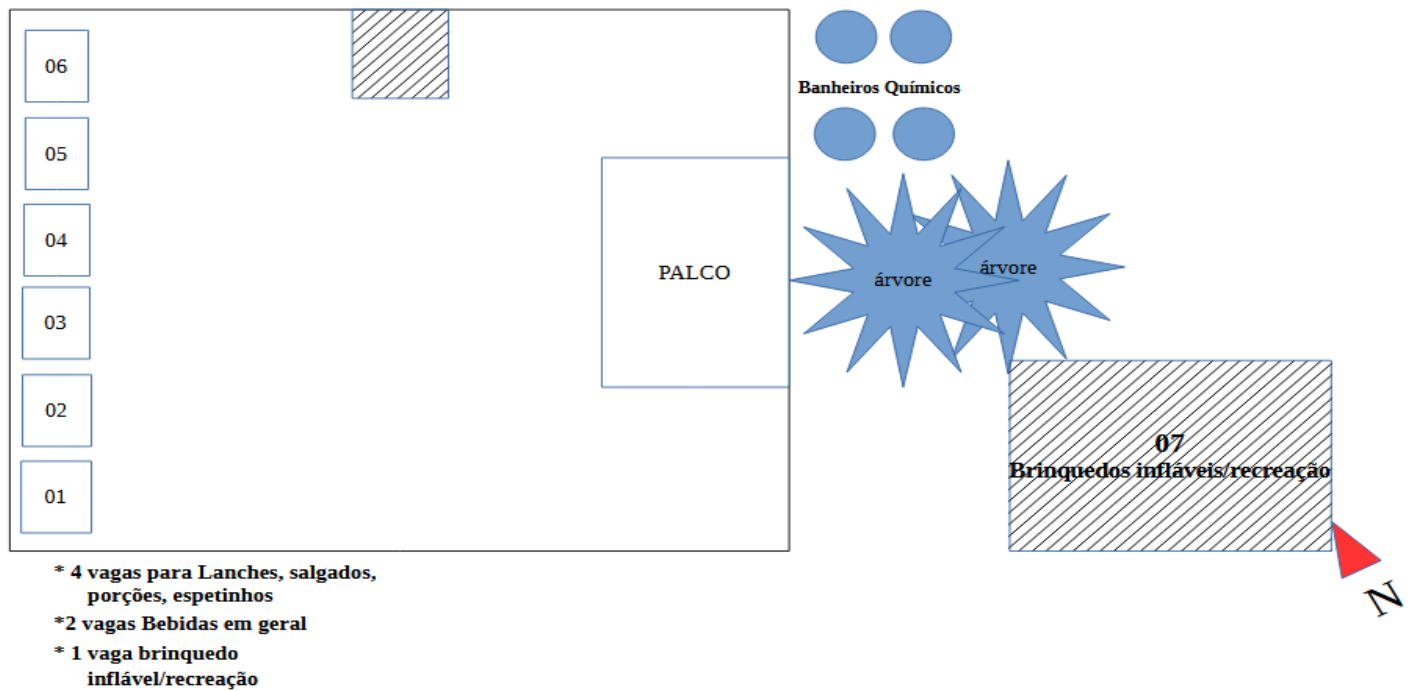 06
05
04
03
02
01
PALCO
Banheiros Químicos
árvore
árvore
07
Brinquedos infláveis/recreação
N
* 4 vagas para Lanches, salgados,
porções, espetinhos
*2 vagas Bebidas em geral
* 1 vaga brinquedo
inflável/recreação